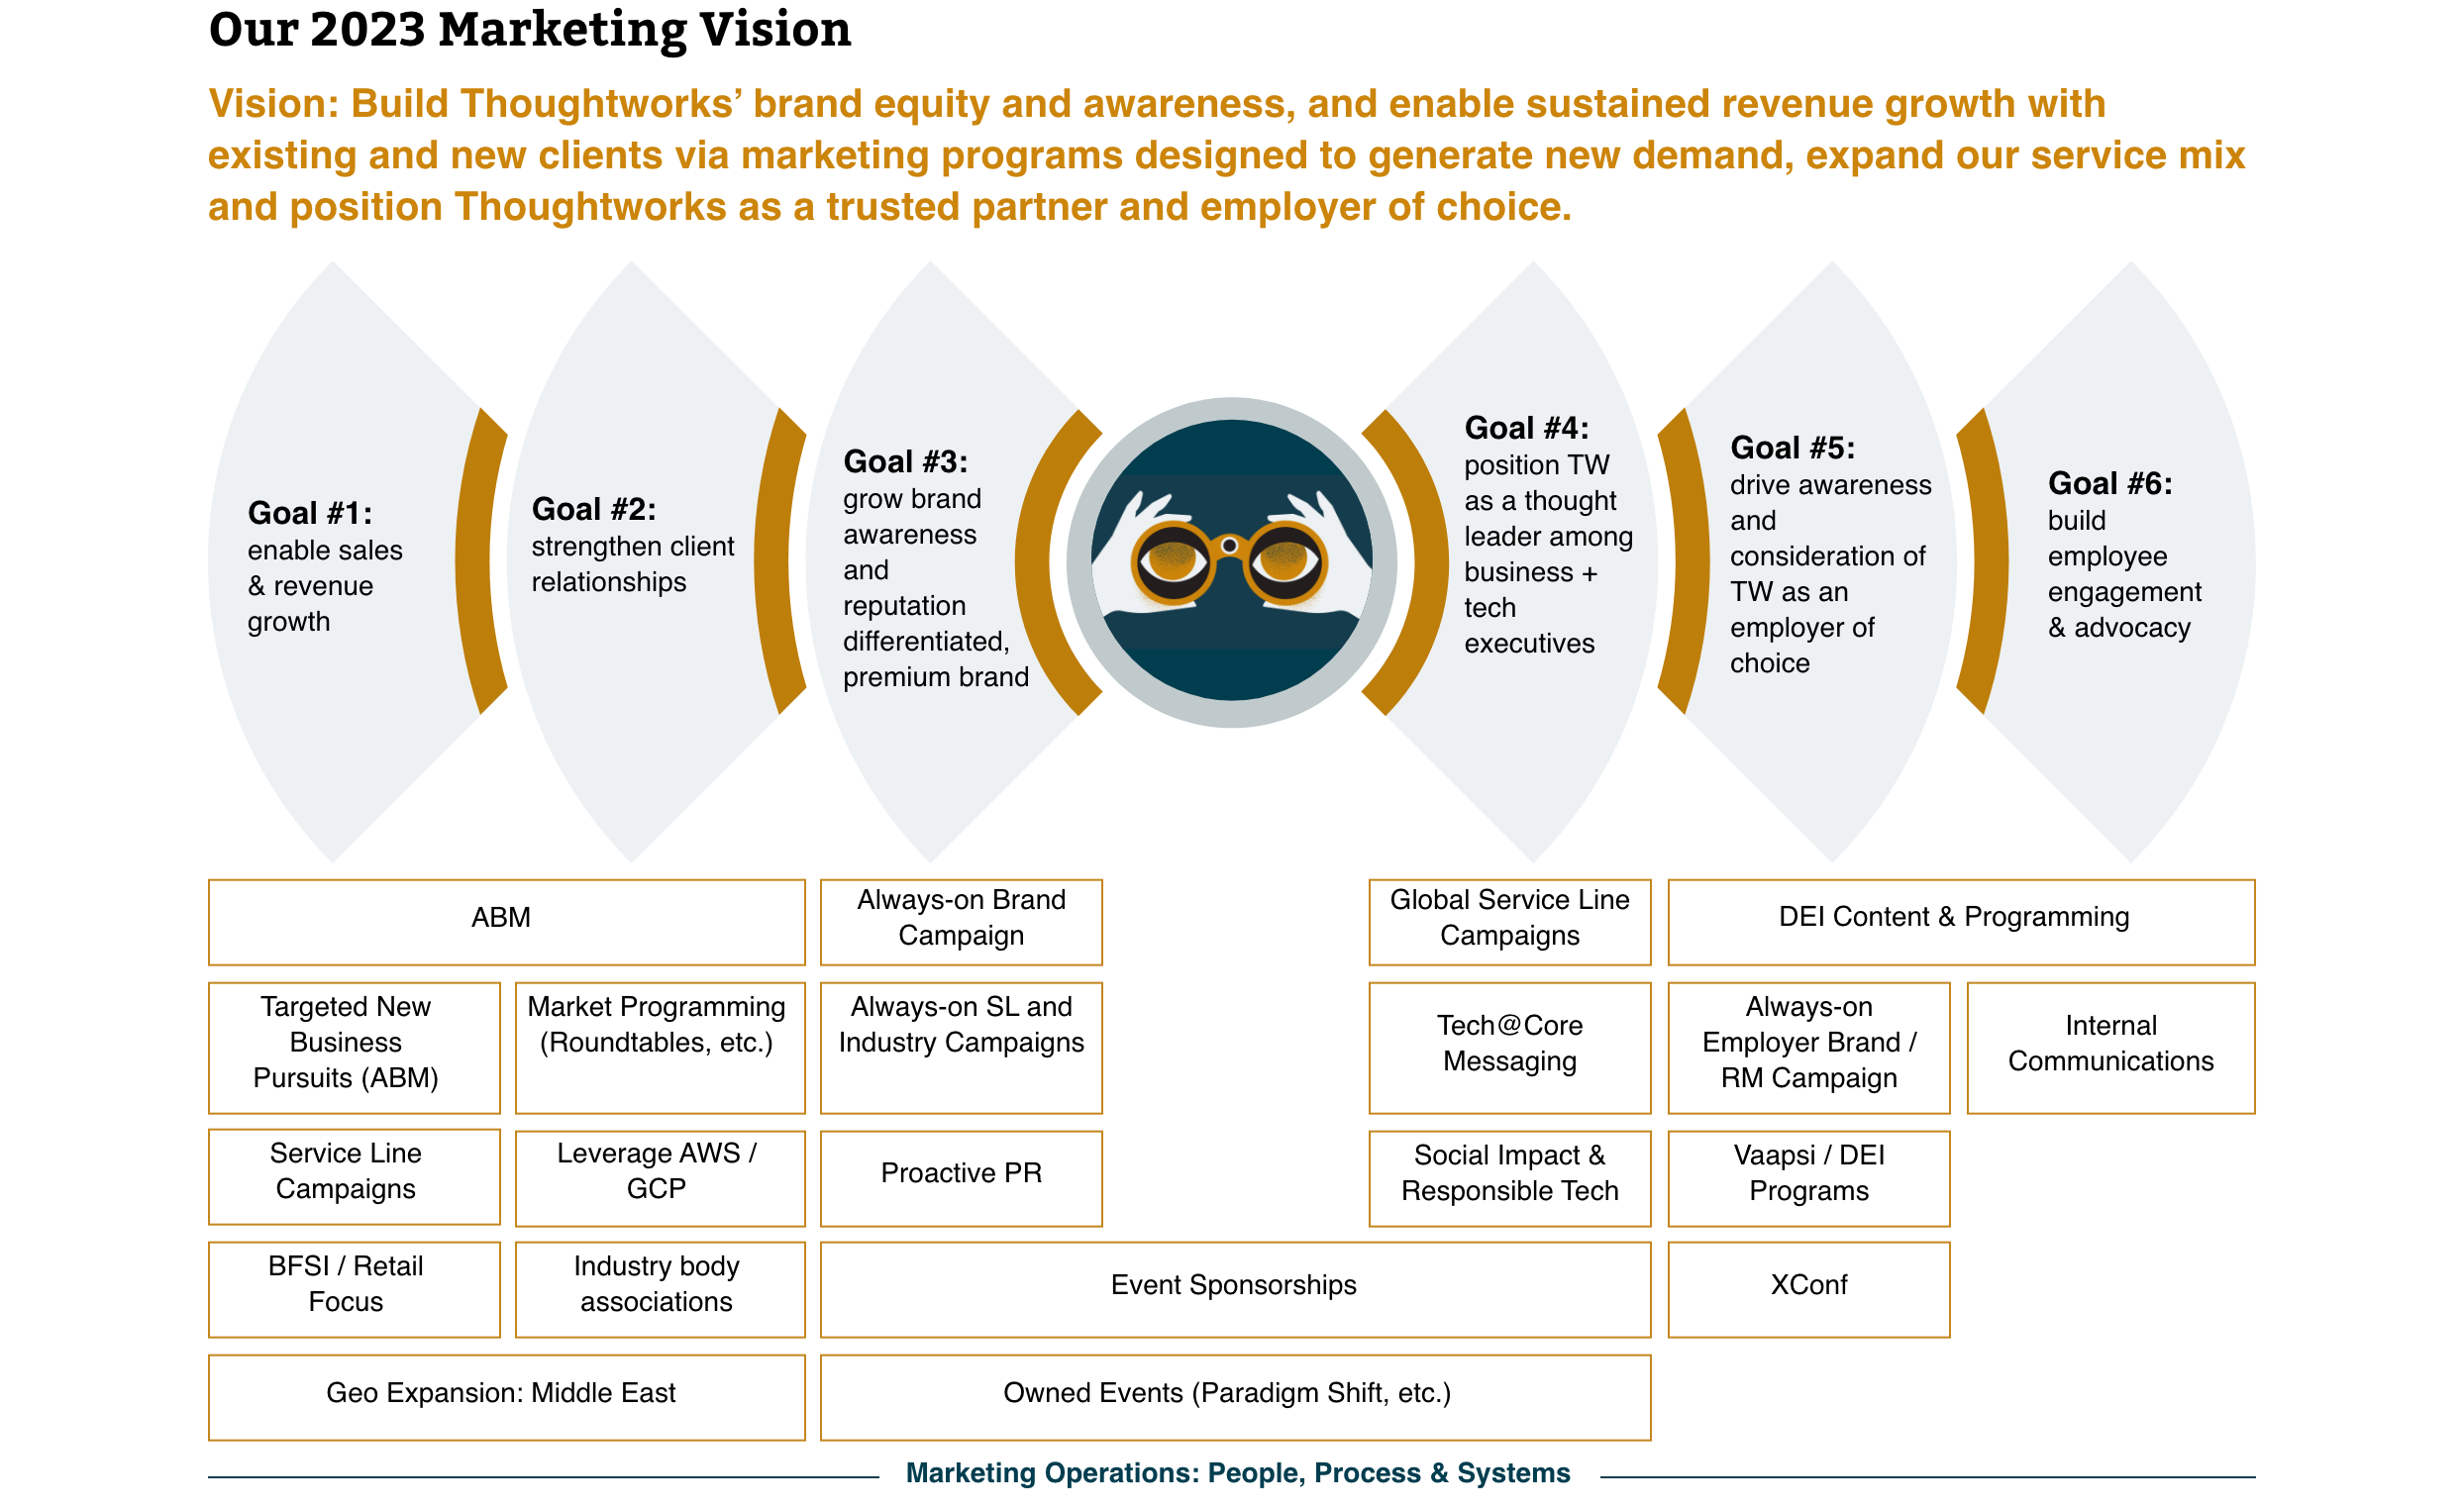 Our 2023 Marketing Vision
Vision: Build Thoughtworks’ brand equity and awareness, and enable sustained revenue growth with
existing and new clients via marketing programs designed to generate new demand, expand our service mix
and position Thoughtworks as a trusted partner and employer of choice.
Goal #1:
enable sales
& revenue
growth
Goal #2:
strengthen client
relationships
Goal #3:
grow brand
awareness
and
reputation
differentiated,
premium brand
Goal #4:
position TW
as a thought
leader among
business +
tech
executives
Goal #5:
drive awareness
and
consideration of
TW as an
employer of
choice
Goal #6:
build
employee
engagement
& advocacy
ABM
Always-on Brand
Campaign
Global Service Line
Campaigns
DEI Content & Programming
Targeted New
Business
Pursuits (ABM)
Market Programming
(Roundtables, etc.)
Always-on SL and
Industry Campaigns
Tech@Core
Messaging
Always-on
Employer Brand /
RM Campaign
Internal
Communications
Service Line
Campaigns
Leverage AWS /
GCP
Proactive PR
Social Impact &
Responsible Tech
Vaapsi / DEI
Programs
BFSI / Retail
Focus
Industry body
associations
Event Sponsorships
XConf
Geo Expansion: Middle East
Owned Events (Paradigm Shift, etc.)
Marketing Operations: People, Process & Systems